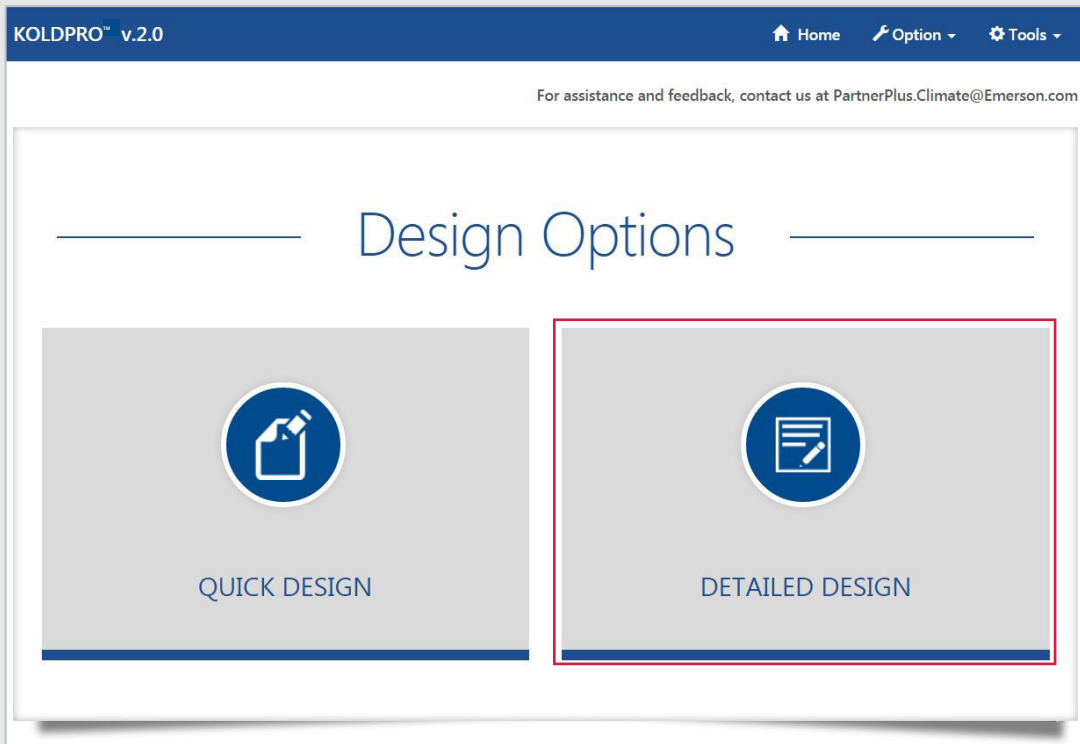 KOLDPRO™ v.2.0 Home Option Tools
For assistance and feedback, contact us at PartnerPlus.Climate@Emerson.com
Design Options
QUICK DESIGN
DETAILED DESIGN